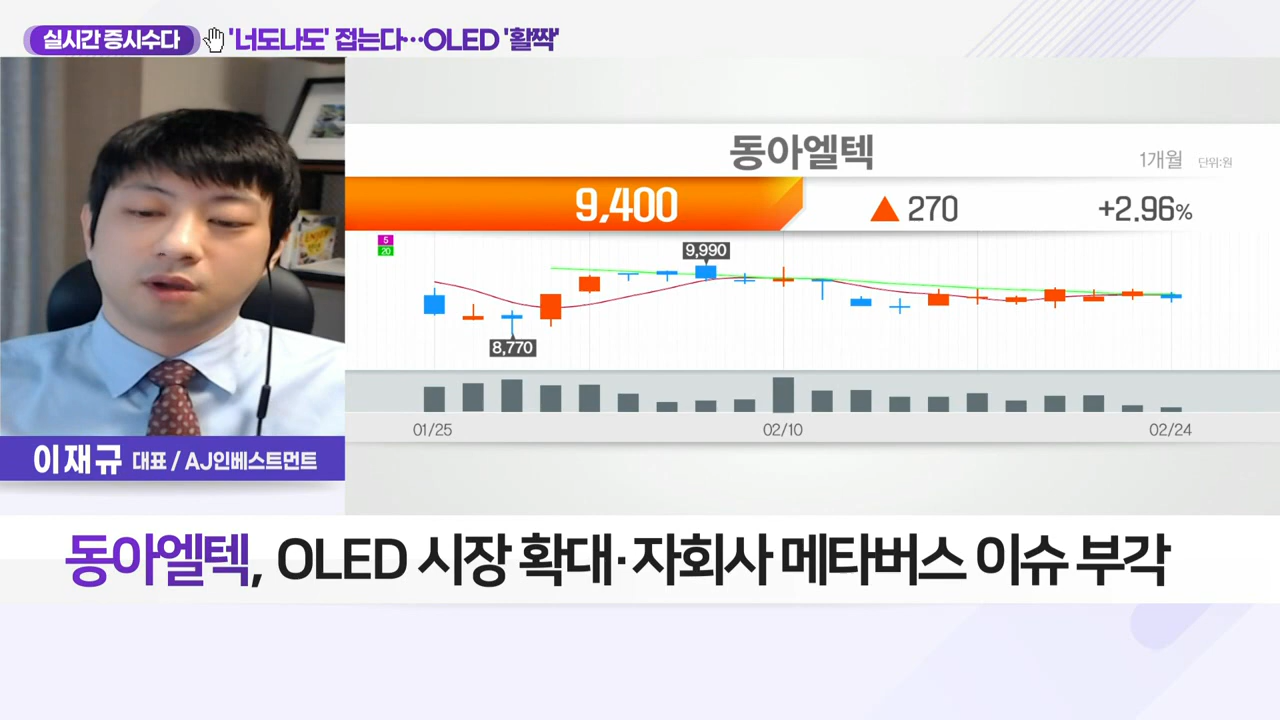 실시간 증시수다 '너도나도' 접는다…OLED '활짝'
동아엘텍
1개월 단위:원
9,400 ▲ 270 +2.96%
5
20
9,990
8,770
01/25 02/10 02/24
ENJOY
이재규 대표 / AJ인베스트먼트
동아엘텍, OLED 시장 확대·자회사 메타버스 이슈 부각